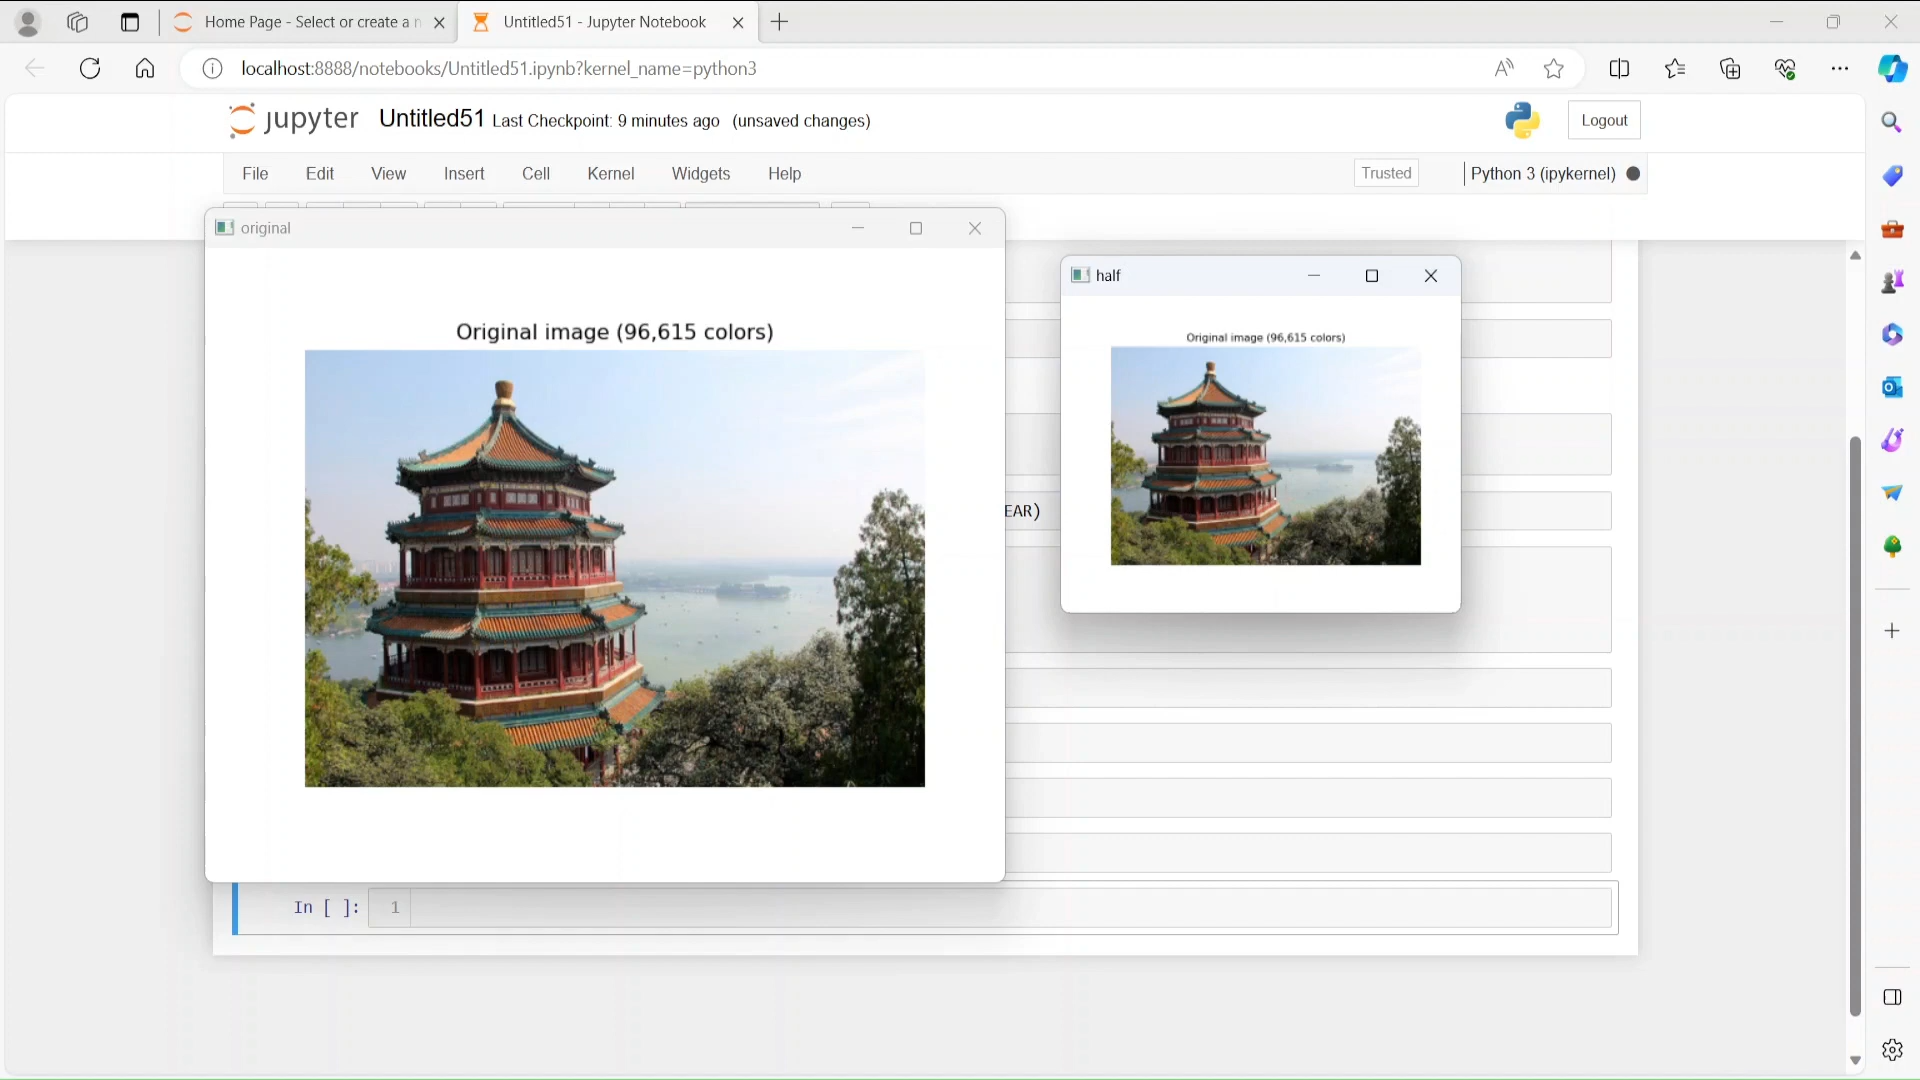 Home Page - Select or create a n
Untitled51 - Jupyter Notebook
localhost:8888/notebooks/Untitled51.ipynb?kernel_name=python3
jupyter Untitled51 Last Checkpoint: 9 minutes ago (unsaved changes)
Logout
File Edit View Insert Cell Kernel Widgets Help
Trusted
Python 3 (ipykernel)
original
half
Original image (96,615 colors)
Original image (96,615 colors)
EAR)
In [ ]: 1